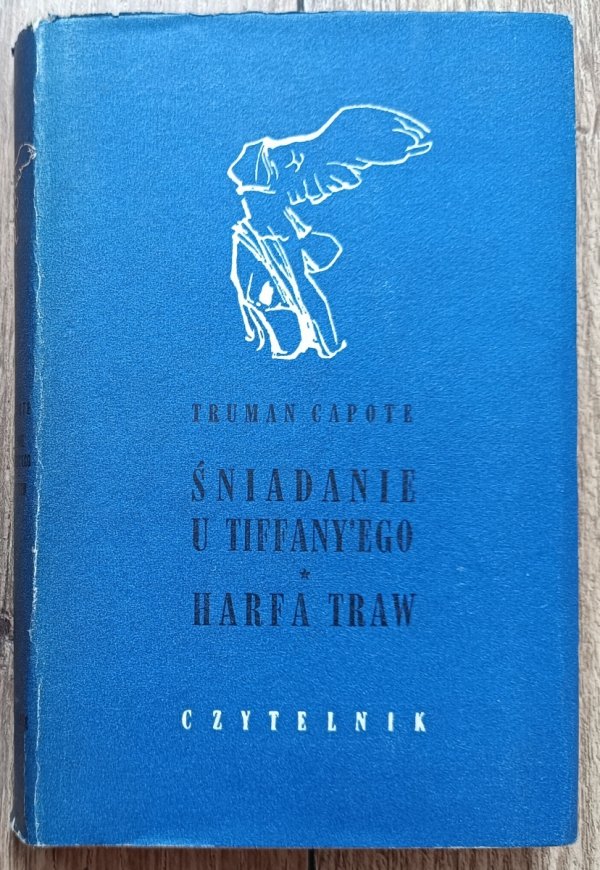 TRUMAN CAPOTE
ŚNIADANIE
U TIFFANY'EGO
*
HARFA TRAW
CZYTELNIK